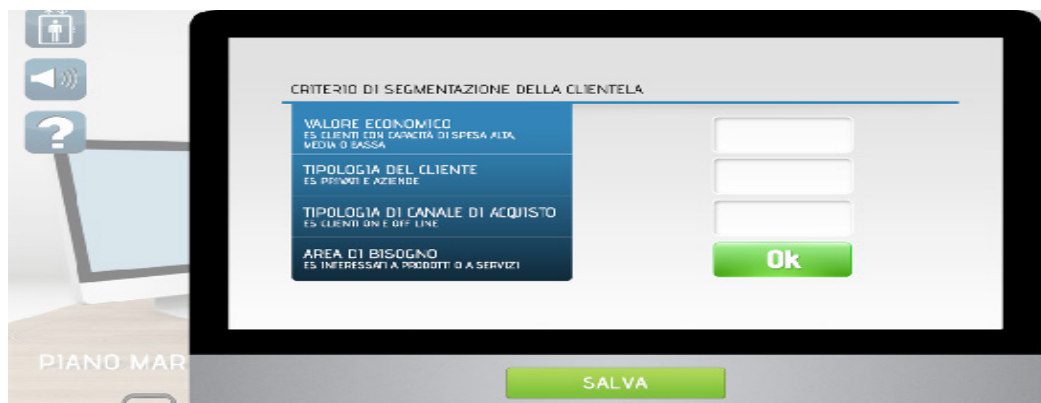 ?
CRITERIO DI SEGMENTAZIONE DELLA CLIENTELA
VALORE ECONOMICO
ES CLIENTI CON CAPACITÀ DI SPESA ALTA,
MEDIA O BASSA
TIPOLOGIA DEL CLIENTE
ES PRIVATI E AZIENDE
TIPOLOGIA DI CANALE DI ACQUISTO
ES CLIENTI ON E OFF LINE
AREA DI BISOGNO
ES INTERESSATI A PRODOTTI O A SERVIZI
Ok
PIANO MAR
SALVA